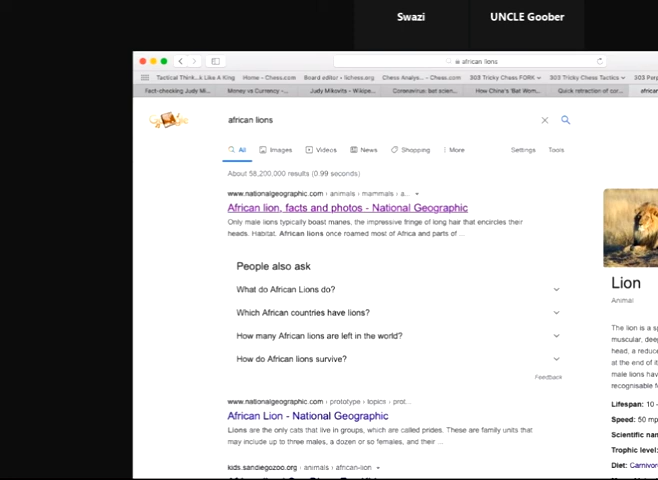 Swazi
UNCLE Goober
african lions
Tactical Think...k Like A King
Home - Chess.com
Board editor • lichess.org
Chess Analys... - Chess.com
303 Tricky Chess FORK
303 Tricky Chess Tactics
303 Pur
Fact-checking Judy Mi...
Money vs Currency -...
Judy Mikovits - Wikipe...
Coronavirus: bat scien...
How China's 'Bat Wom...
Quick refraction of cor...
african
african lions
All
Images
Videos
News
Shopping
More
Settings
Tools
About 58,200,000 results (0.99 seconds)
www.nationalgeographic.com › animals › mammals › a...
African lion, facts and photos - National Geographic
Only male lions typically boast manes, the impressive fringe of long hair that encircles their
heads. Habitat. African lions once roamed most of Africa and parts of ...
People also ask
What do African Lions do?
Which African countries have lions?
How many African lions are left in the world?
How do African lions survive?
Feedback
www.nationalgeographic.com › prototype › topics › prot...
African Lion - National Geographic
Lions are the only cats that live in groups, which are called prides. These are family units that
may include up to three males, a dozen or so females, and their ...
kids.sandiegozoo.org › animals › african-lion
Lion
Animal
The lion is a sp
muscular, deep
head, a reduce
at the end of it
male lions hav
recognisable f
Lifespan: 10 -
Speed: 50 mp
Scientific nam
Trophic level:
Diet: Carnivor